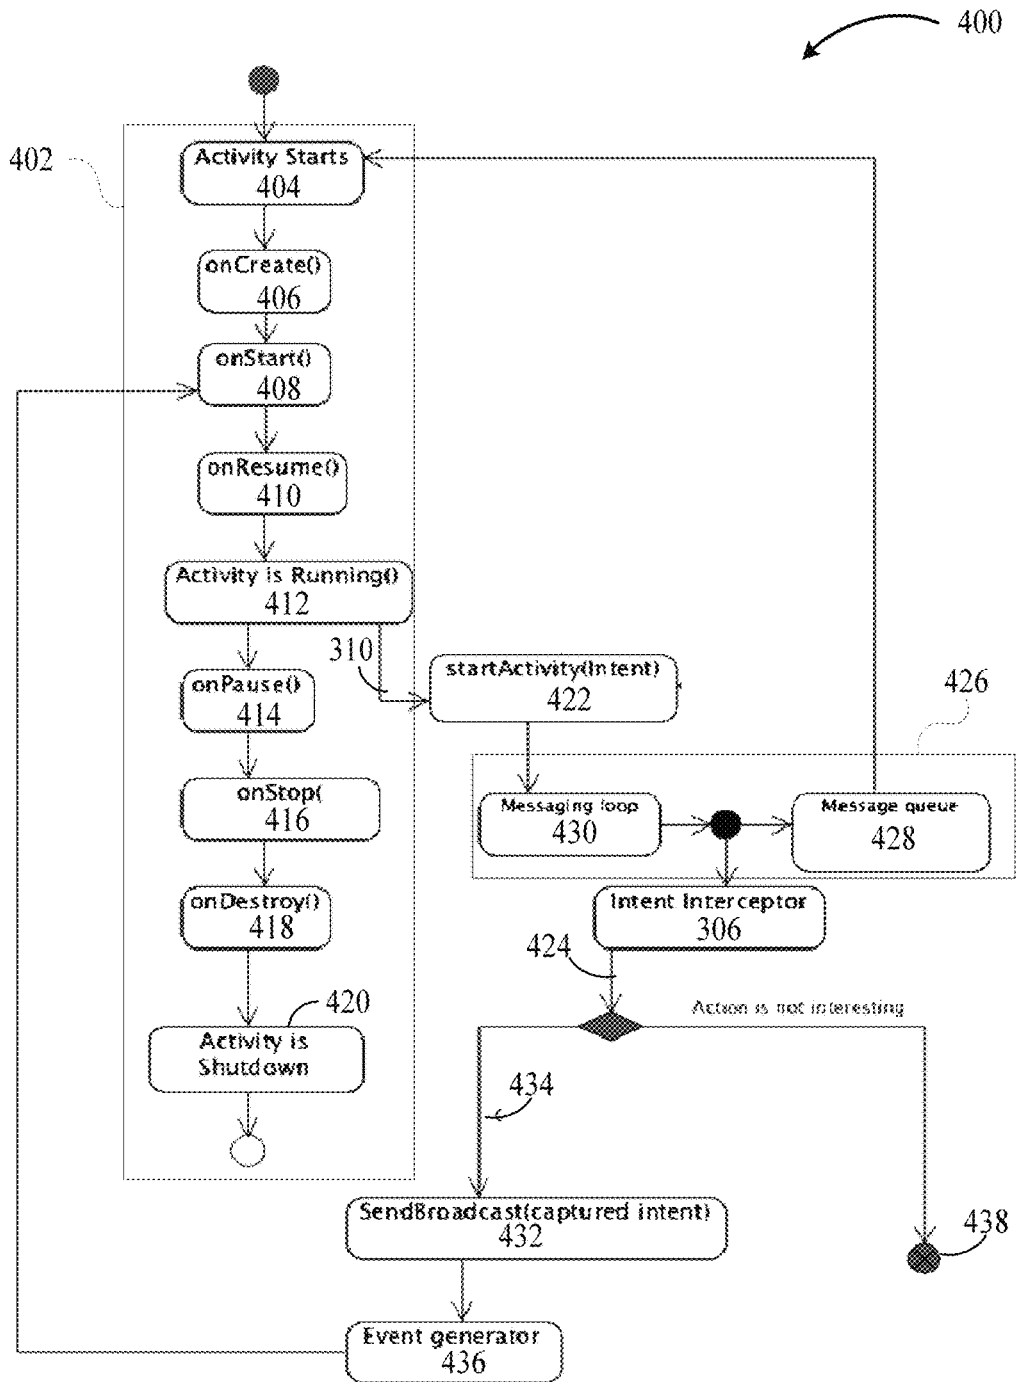 400
402
Activity Starts
404
onCreate()
406
onStart()
408
onResume()
410
Activity is Running()
412
310
startActivity(Intent)
422
426
onPause()
414
onStop(
416
Messaging loop
430
Message queue
428
onDestroy()
418
Intent Interceptor
306
424
420
Activity is
Shutdown
Action is not interesting
434
SendBroadcast(captured intent)
432
438
Event generator
436